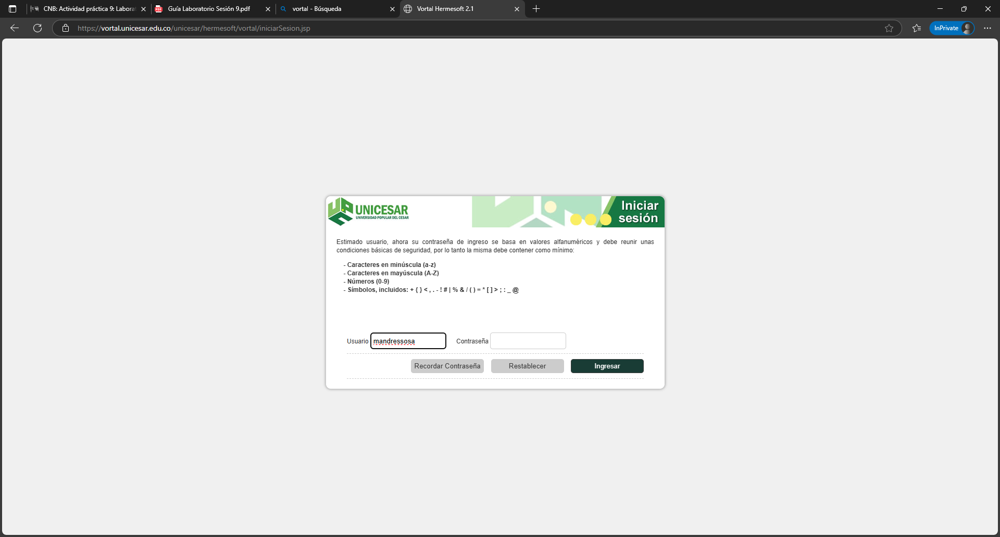 CNB: Actividad práctica 9: Labora
Guía Laboratorio Sesión 9.pdf
vortal - Búsqueda
Vortal Hermesoft 2.1
https://vortal.unicesar.edu.co/unicesar/hermesoft/vortal/iniciarSesion.jsp
InPrivate
UNICESAR
UNIVERSIDAD POPULAR DEL CESAR
Iniciar
sesión
Estimado usuario, ahora su contraseña de ingreso se basa en valores alfanuméricos y debe reunir unas
condiciones básicas de seguridad, por lo tanto la misma debe contener como mínimo:
- Caracteres en minúscula (a-z)
- Caracteres en mayúscula (A-Z)
- Números (0-9)
- Símbolos, incluidos: + { } < , . - ! # | % & / ( ) = * [ ] > ; : _ @
Usuario mandressosa Contraseña
Recordar Contraseña Restablecer Ingresar